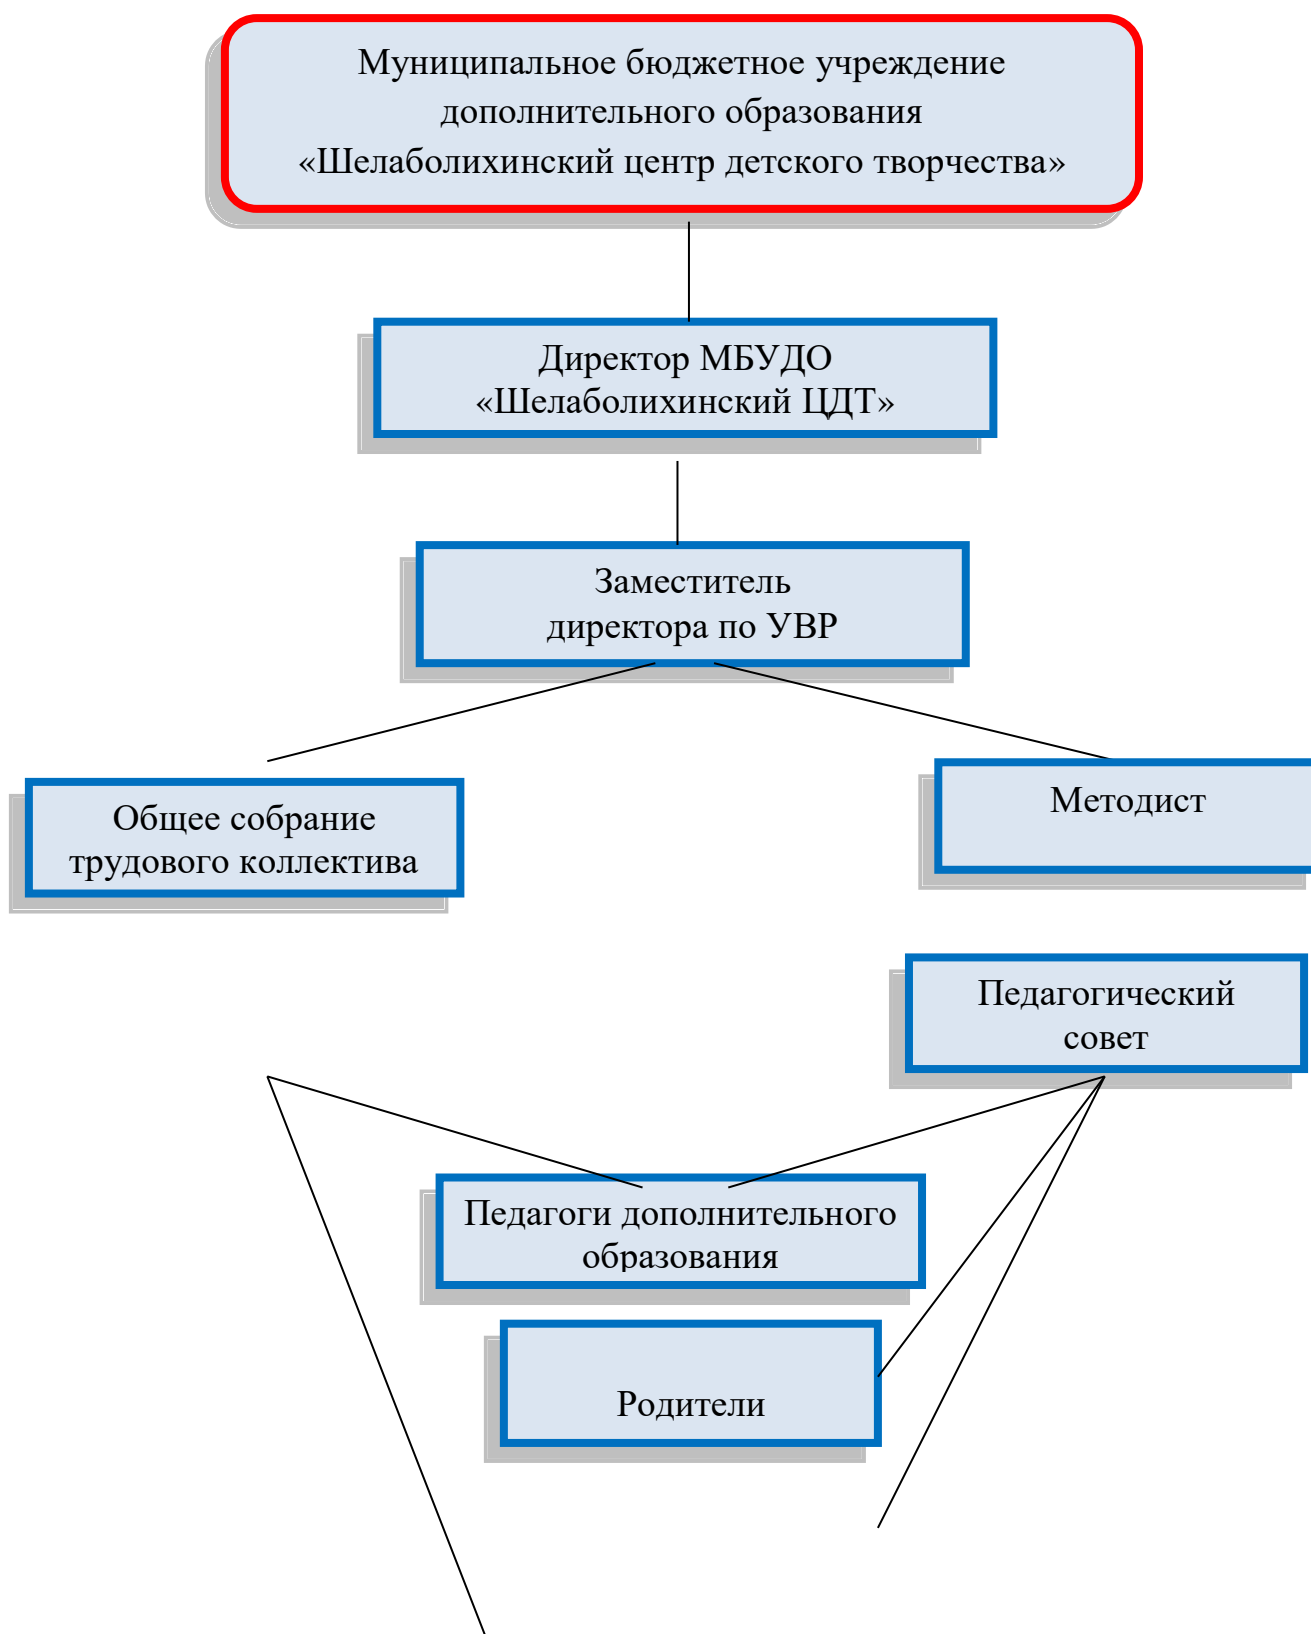 Муниципальное бюджетное учреждение
дополнительного образования
«Шелаболихинский центр детского творчества»
Директор МБУДО
«Шелаболихинский ЦДТ»
Заместитель
директора по УВР
Общее собрание
трудового коллектива
Методист
Педагогический
совет
Педагоги дополнительного
образования
Родители